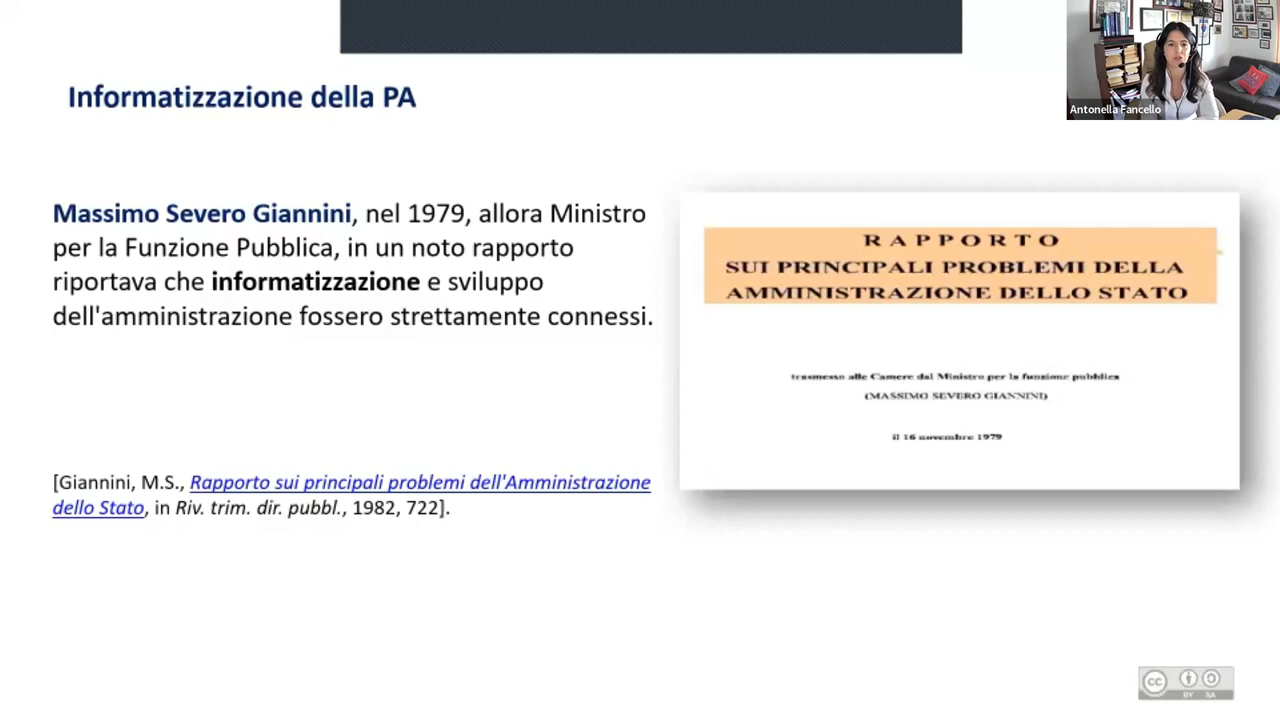 Informatizzazione della PA
Antonella Fancello
Massimo Severo Giannini, nel 1979, allora Ministro
per la Funzione Pubblica, in un noto rapporto
riportava che informatizzazione e sviluppo
dell'amministrazione fossero strettamente connessi.
[Giannini, M.S., Rapporto sui principali problemi dell'Amministrazione
dello Stato, in Riv. trim. dir. pubbl., 1982, 722].
RAPPORTO
SUI PRINCIPALI PROBLEMI DELLA
AMMINISTRAZIONE DELLO STATO
trasmesso alle Camere dal Ministro per la funzione pubblica
(MASSIMO SEVERO GIANNINI)
il 16 novembre 1979
cc
BY SA